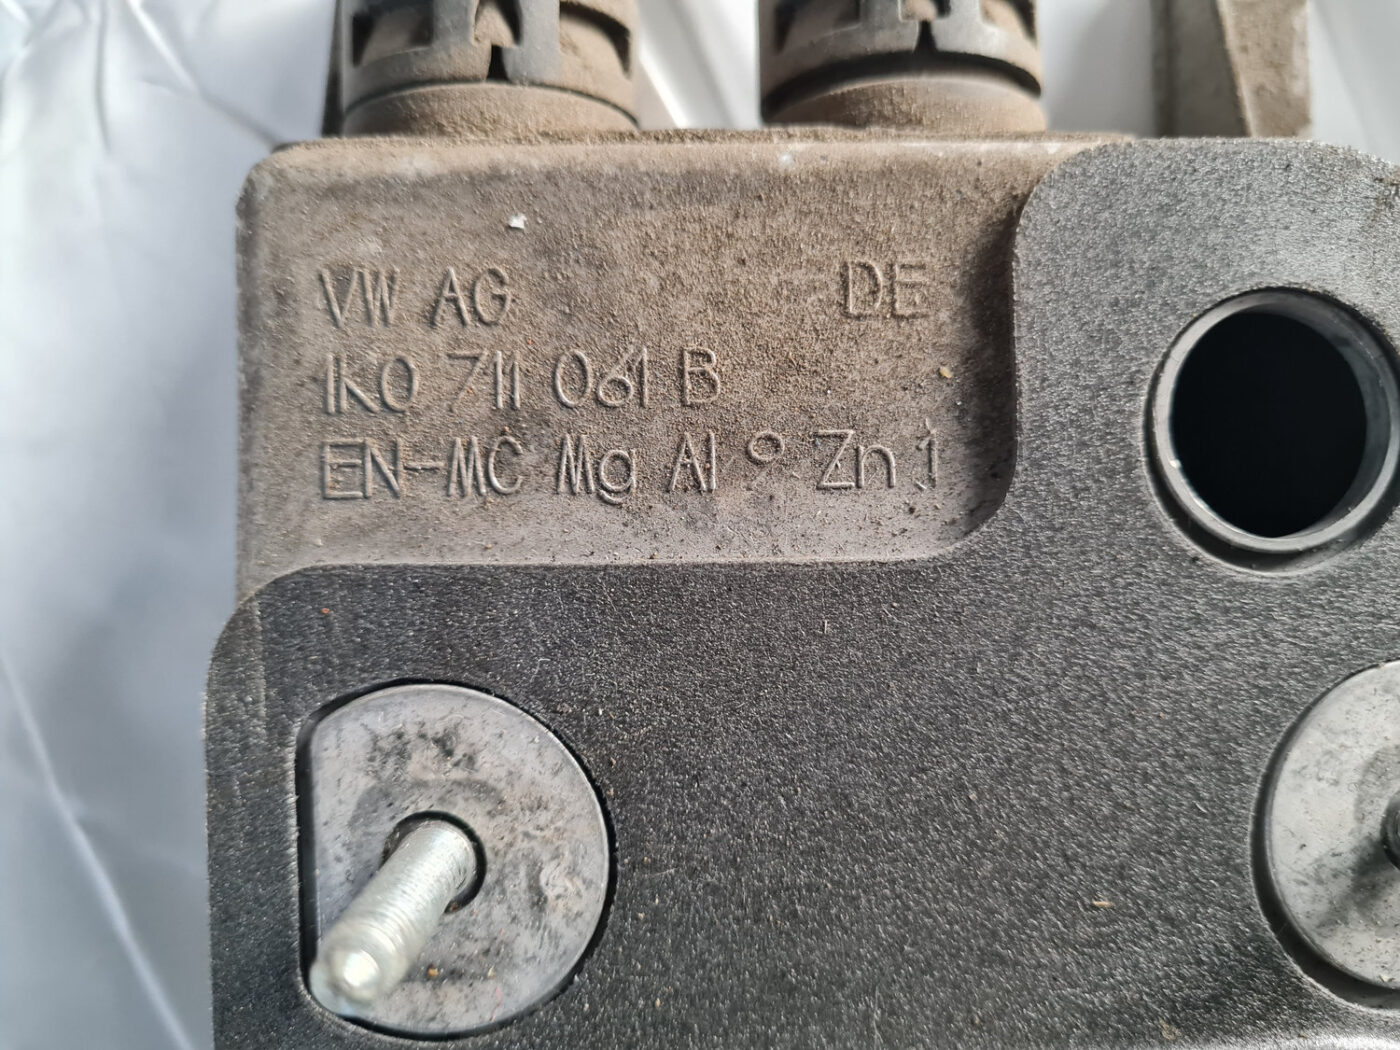 VW AG DE
1K0 711 061 B
EN-MC Mg Al 9 Zn 1